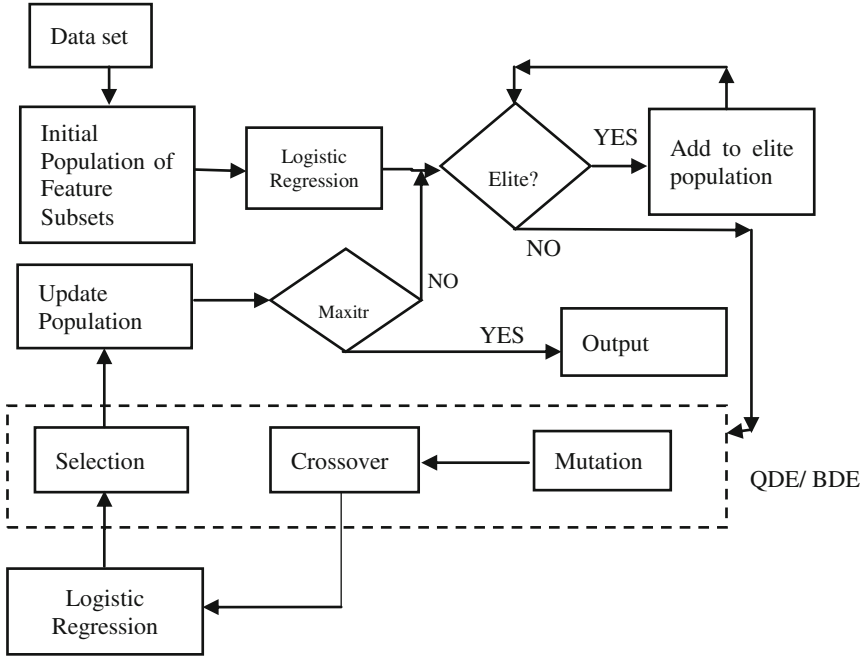 Data set
Initial
Population of
Feature
Subsets
Logistic
Regression
Elite?
YES
Add to elite
population
NO
Update
Population
Maxitr
NO
YES
Output
Selection
Crossover
Mutation
QDE/ BDE
Logistic
Regression